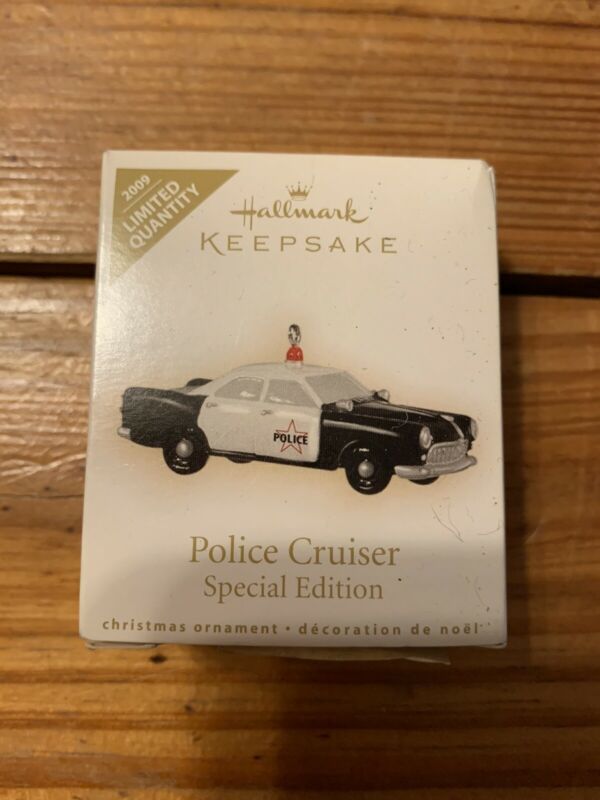 2009
LIMITED
QUANTITY
Hallmark
KEEPSAKE
POLICE
Police Cruiser
Special Edition
christmas ornament • décoration de noël